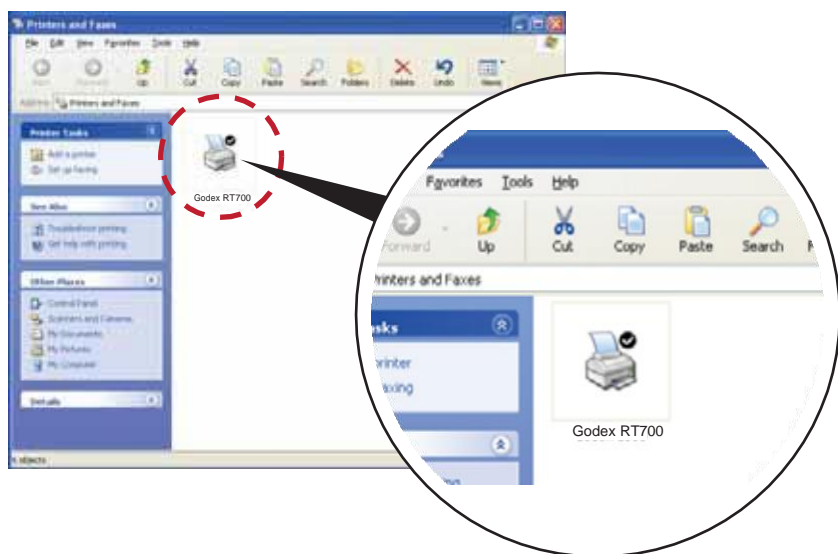 Printers and Faxes
File Edit View Favorites Tools Help
Back Forward Up Cut Copy Paste Search Folders Delete Undo Views
Address Printers and Faxes
Printer Tasks
Add a printer
Set up faxing
See Also
Troubleshoot printing
Get help with printing
Other Places
Control Panel
Scanners and Cameras
My Documents
My Pictures
My Computer
Details
objects
Godex RT700
Favorites Tools Help
Forward Up Cut Copy Paste Search F
Printers and Faxes
sks
printer
axing
Godex RT700